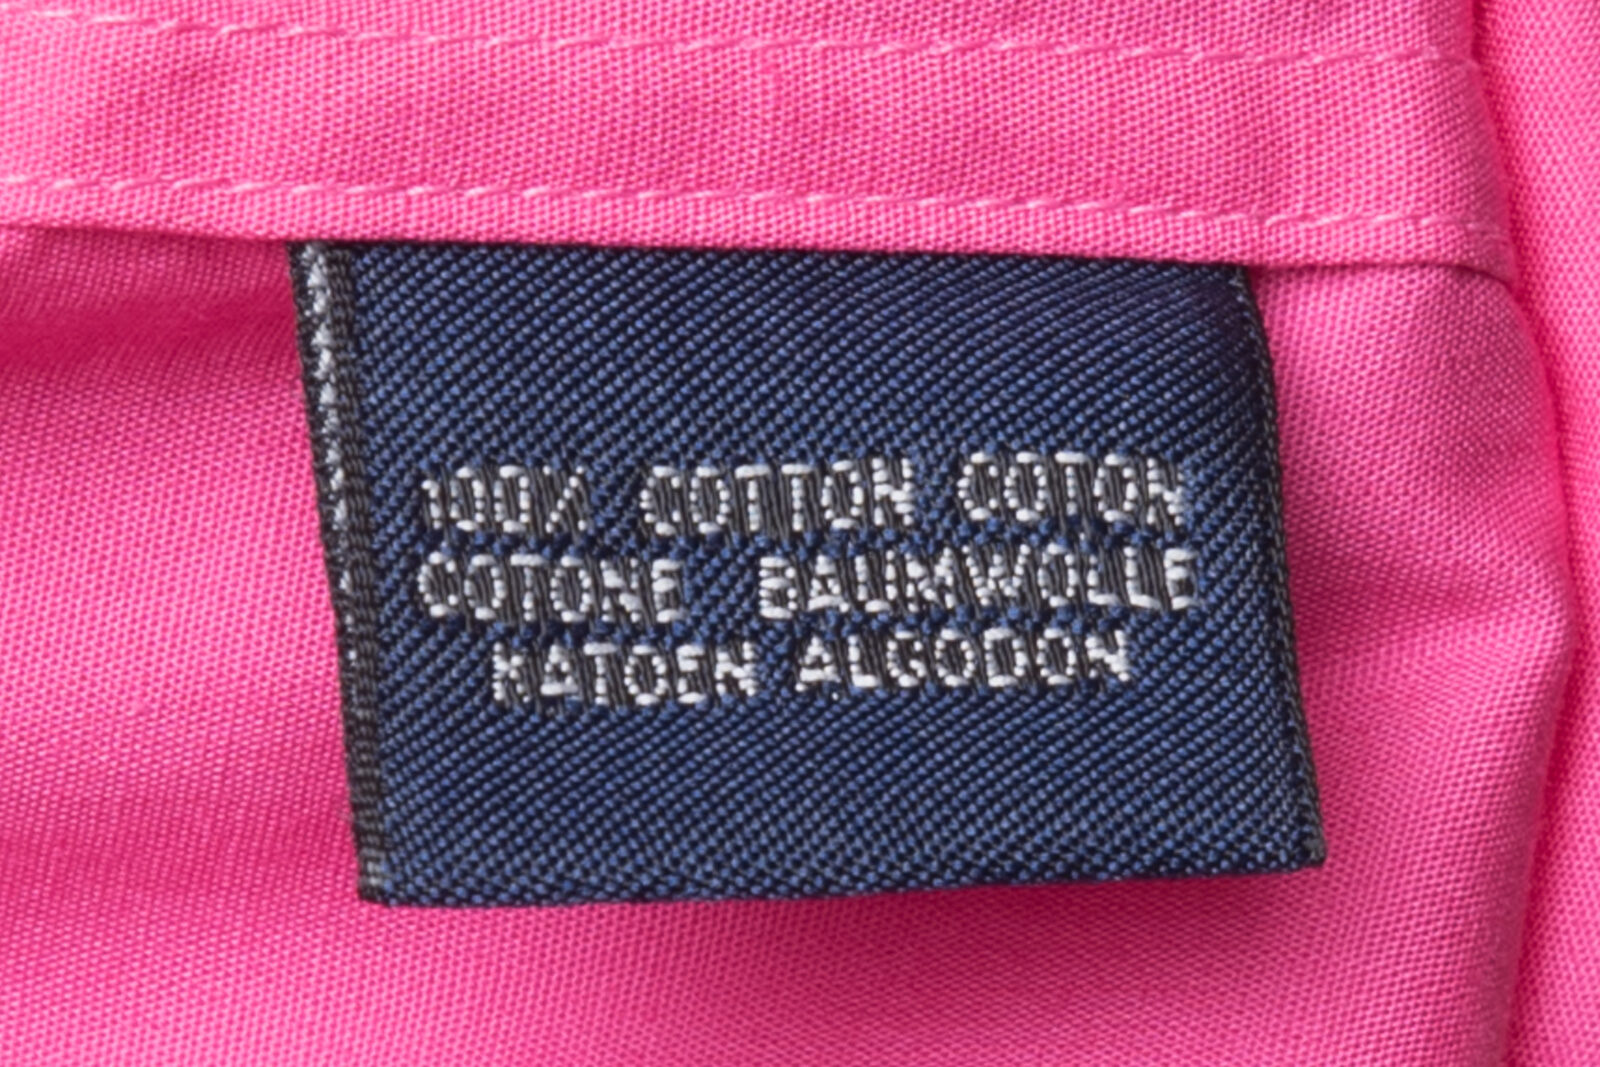 100% COTTON COTON
COTONE BAUMWOLLE
KATOEN ALGODON